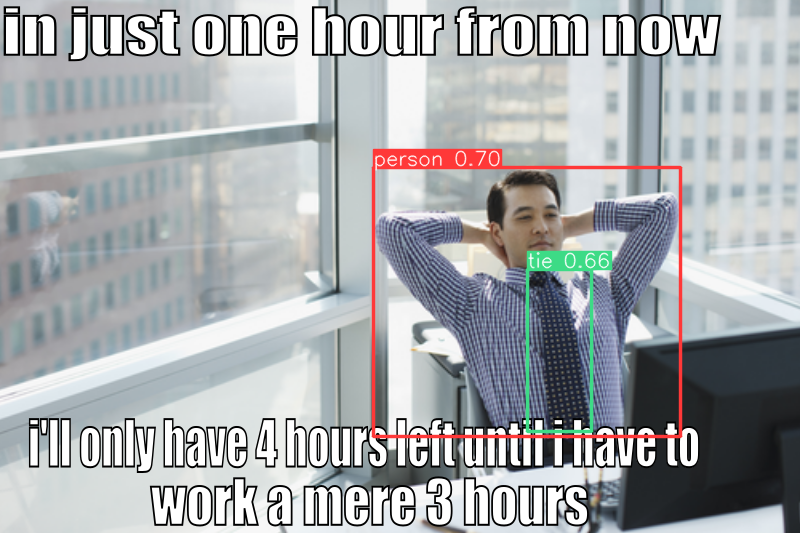 in just one hour from now
person 0.70
tie 0.66
i'll only have 4 hours left until i have to
work a mere 3 hours